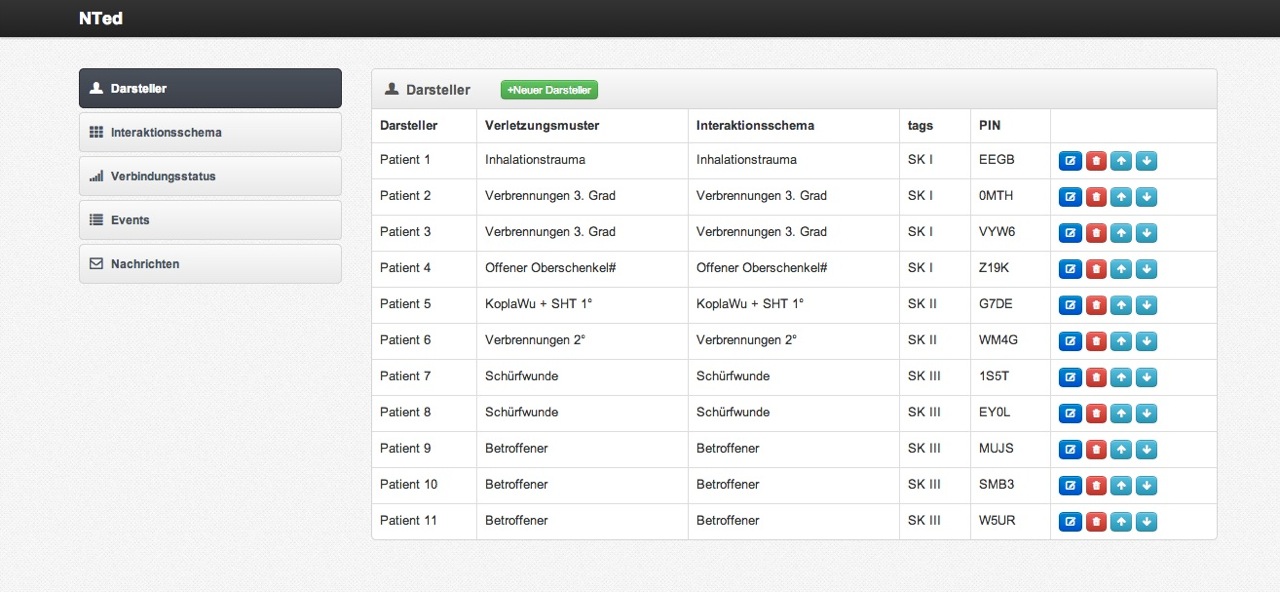 NTed
Darsteller
Interaktionsschema
Verbindungsstatus
Events
Nachrichten
Darsteller +Neuer Darsteller
Darsteller Verletzungsmuster Interaktionsschema tags PIN
Patient 1 Inhalationstrauma Inhalationstrauma SK I EEGB
Patient 2 Verbrennungen 3. Grad Verbrennungen 3. Grad SK I 0MTH
Patient 3 Verbrennungen 3. Grad Verbrennungen 3. Grad SK I VYW6
Patient 4 Offener Oberschenkel# Offener Oberschenkel# SK I Z19K
Patient 5 KoplaWu + SHT 1° KoplaWu + SHT 1° SK II G7DE
Patient 6 Verbrennungen 2° Verbrennungen 2° SK II WM4G
Patient 7 Schürfwunde Schürfwunde SK III 1S5T
Patient 8 Schürfwunde Schürfwunde SK III EY0L
Patient 9 Betroffener Betroffener SK III MUJS
Patient 10 Betroffener Betroffener SK III SMB3
Patient 11 Betroffener Betroffener SK III W5UR